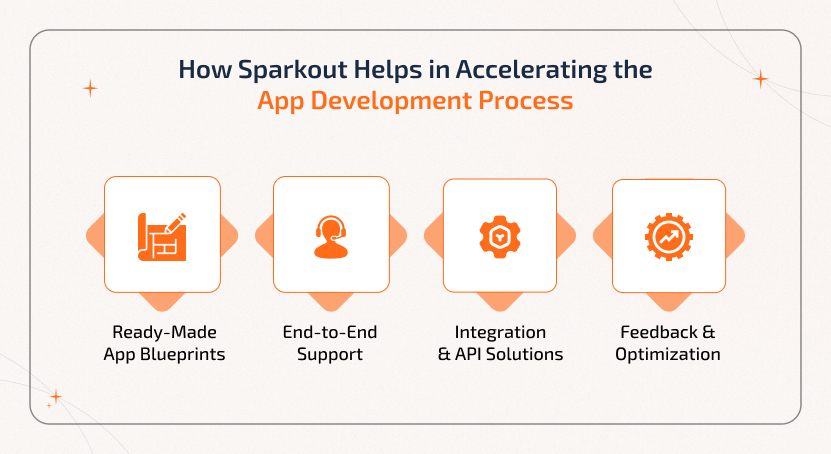 How Sparkout Helps in Accelerating the
App Development Process
Ready-Made
App Blueprints
End-to-End
Support
Integration
& API Solutions
Feedback &
Optimization